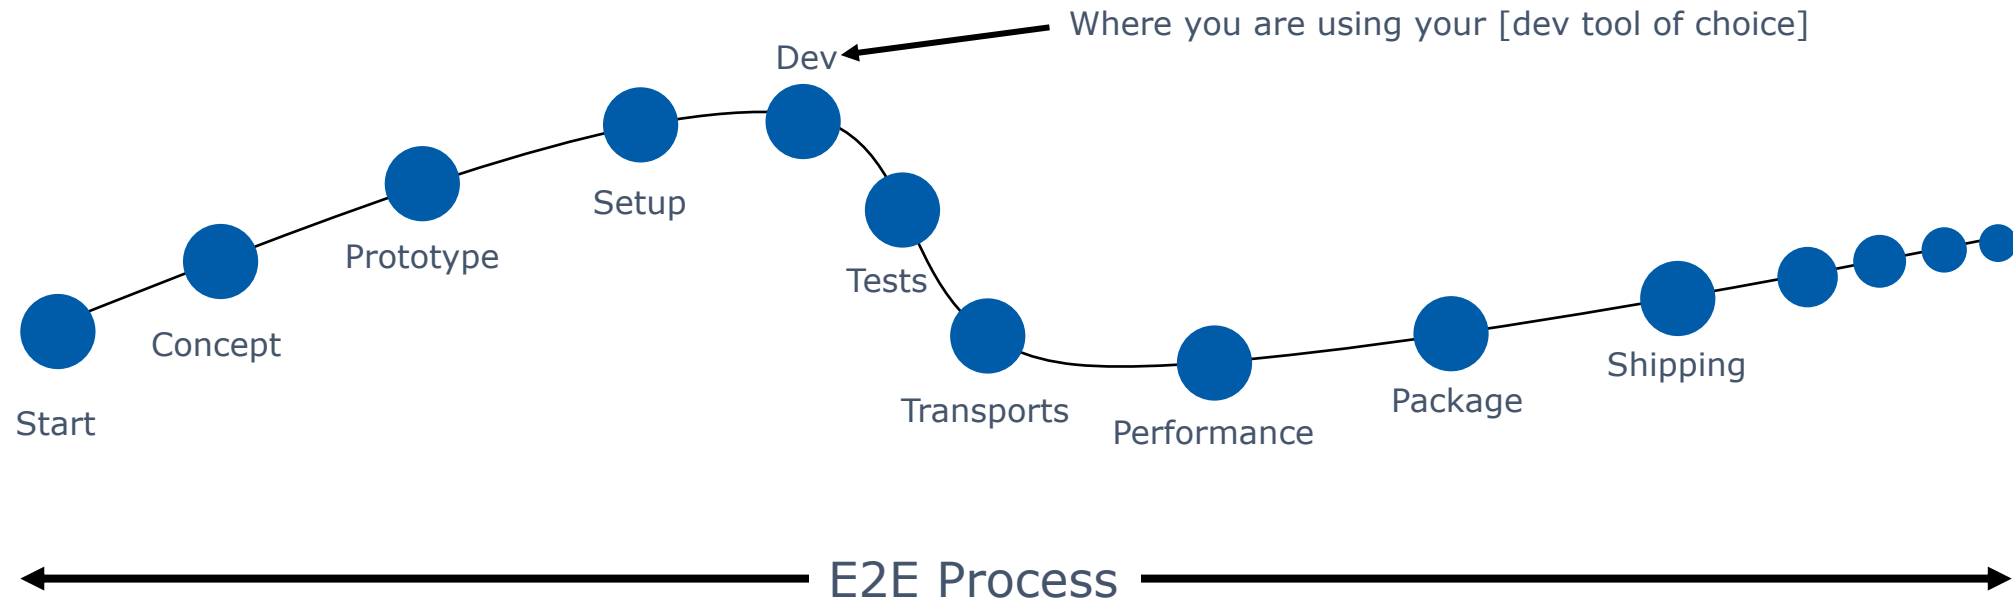 Where you are using your [dev tool of choice]
Dev
Setup
Prototype
Tests
Concept
Start
Transports
Performance
Package
Shipping
E2E Process